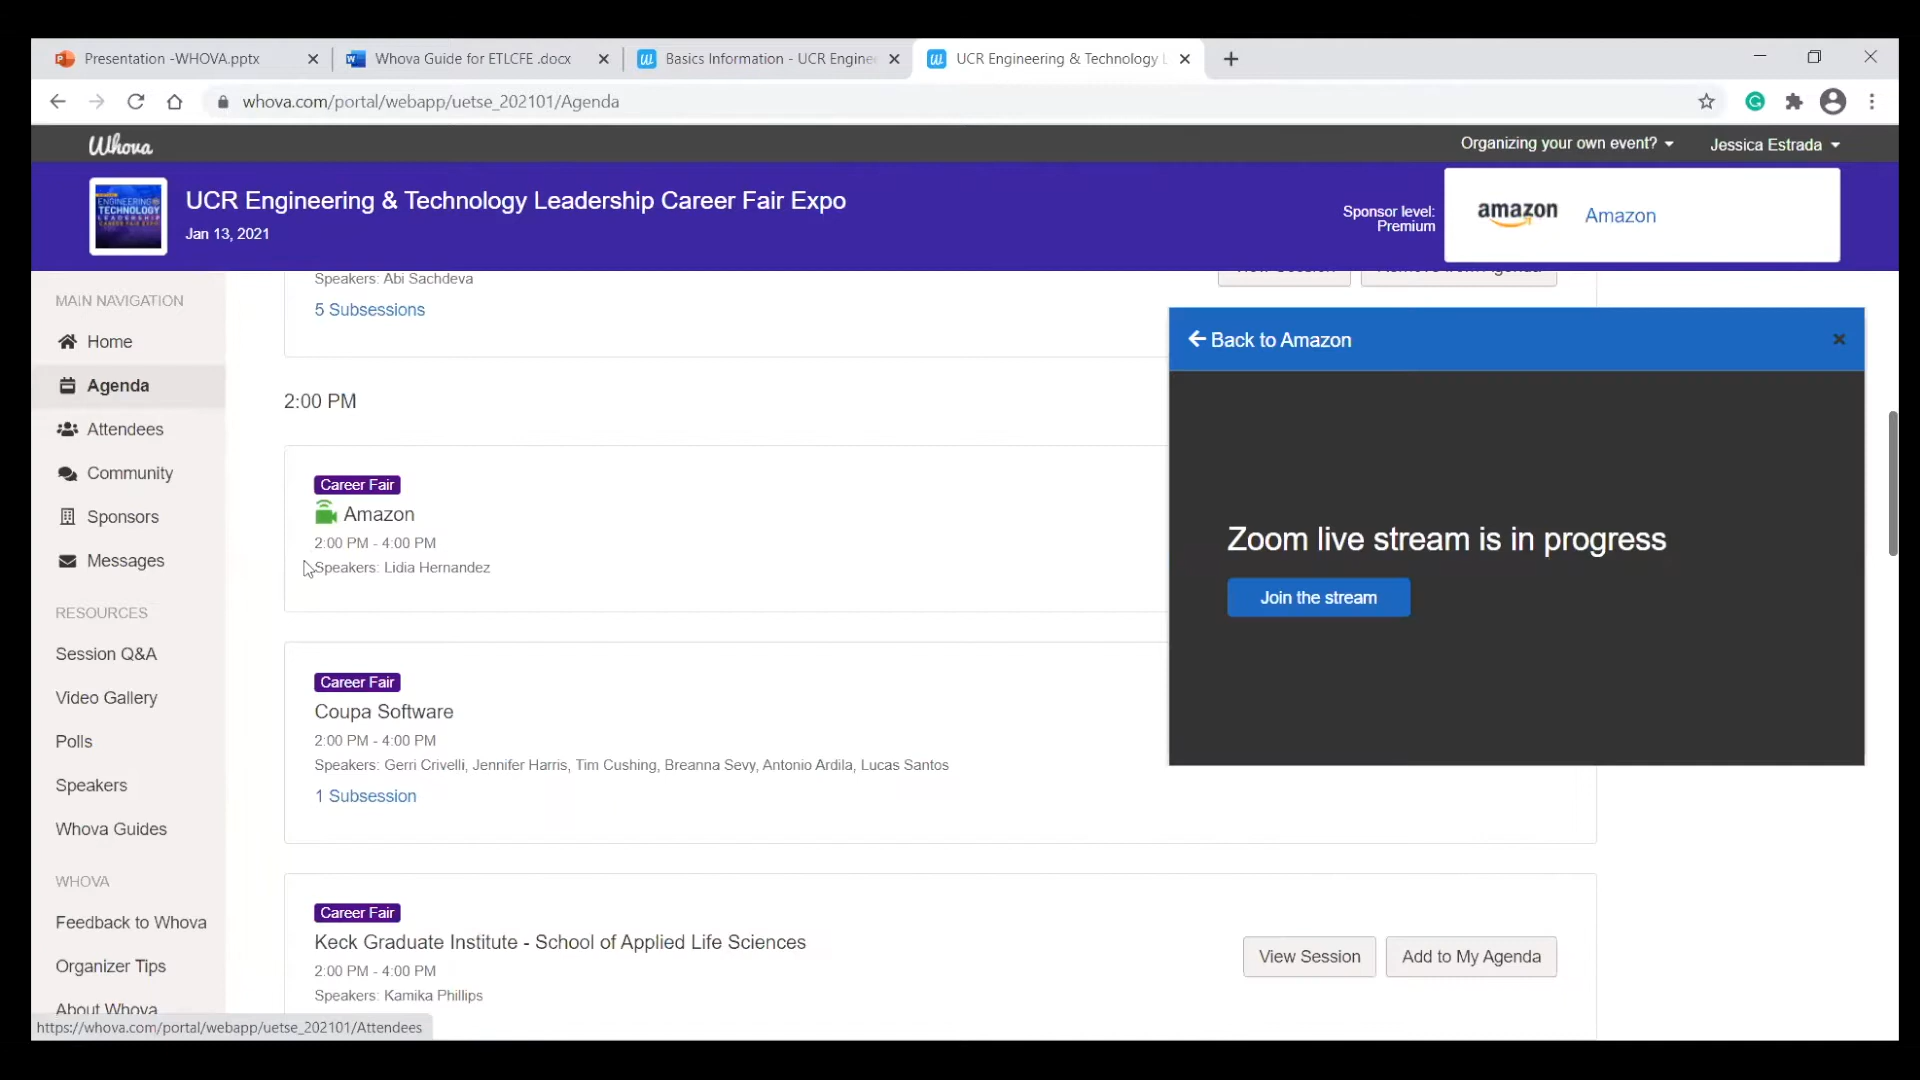 Presentation -WHOVA.pptx
Whova Guide for ETLCFE .docx
Basics Information - UCR Engine
UCR Engineering & Technology L
whova.com/portal/webapp/uetse_202101/Agenda
Whova
Organizing your own event?
Jessica Estrada
ENGINEERING
TECHNOLOGY
LEADERSHIP
UCR Engineering & Technology Leadership Career Fair Expo
Jan 13, 2021
Sponsor level:
Premium
amazon
Amazon
MAIN NAVIGATION
Home
Agenda
Attendees
Community
Sponsors
Messages
RESOURCES
Session Q&A
Video Gallery
Polls
Speakers
Whova Guides
WHOVA
Feedback to Whova
Organizer Tips
About Whova
https://whova.com/portal/webapp/uetse_202101/Attendees
Speakers: Abi Sachdeva
5 Subsessions
2:00 PM
Career Fair
Amazon
2:00 PM - 4:00 PM
Speakers: Lidia Hernandez
Career Fair
Coupa Software
2:00 PM - 4:00 PM
Speakers: Gerri Crivelli, Jennifer Harris, Tim Cushing, Breanna Sevy, Antonio Ardila, Lucas Santos
1 Subsession
Career Fair
Keck Graduate Institute - School of Applied Life Sciences
2:00 PM - 4:00 PM
Speakers: Kamika Phillips
View Session
Add to My Agenda
Back to Amazon
Zoom live stream is in progress
Join the stream